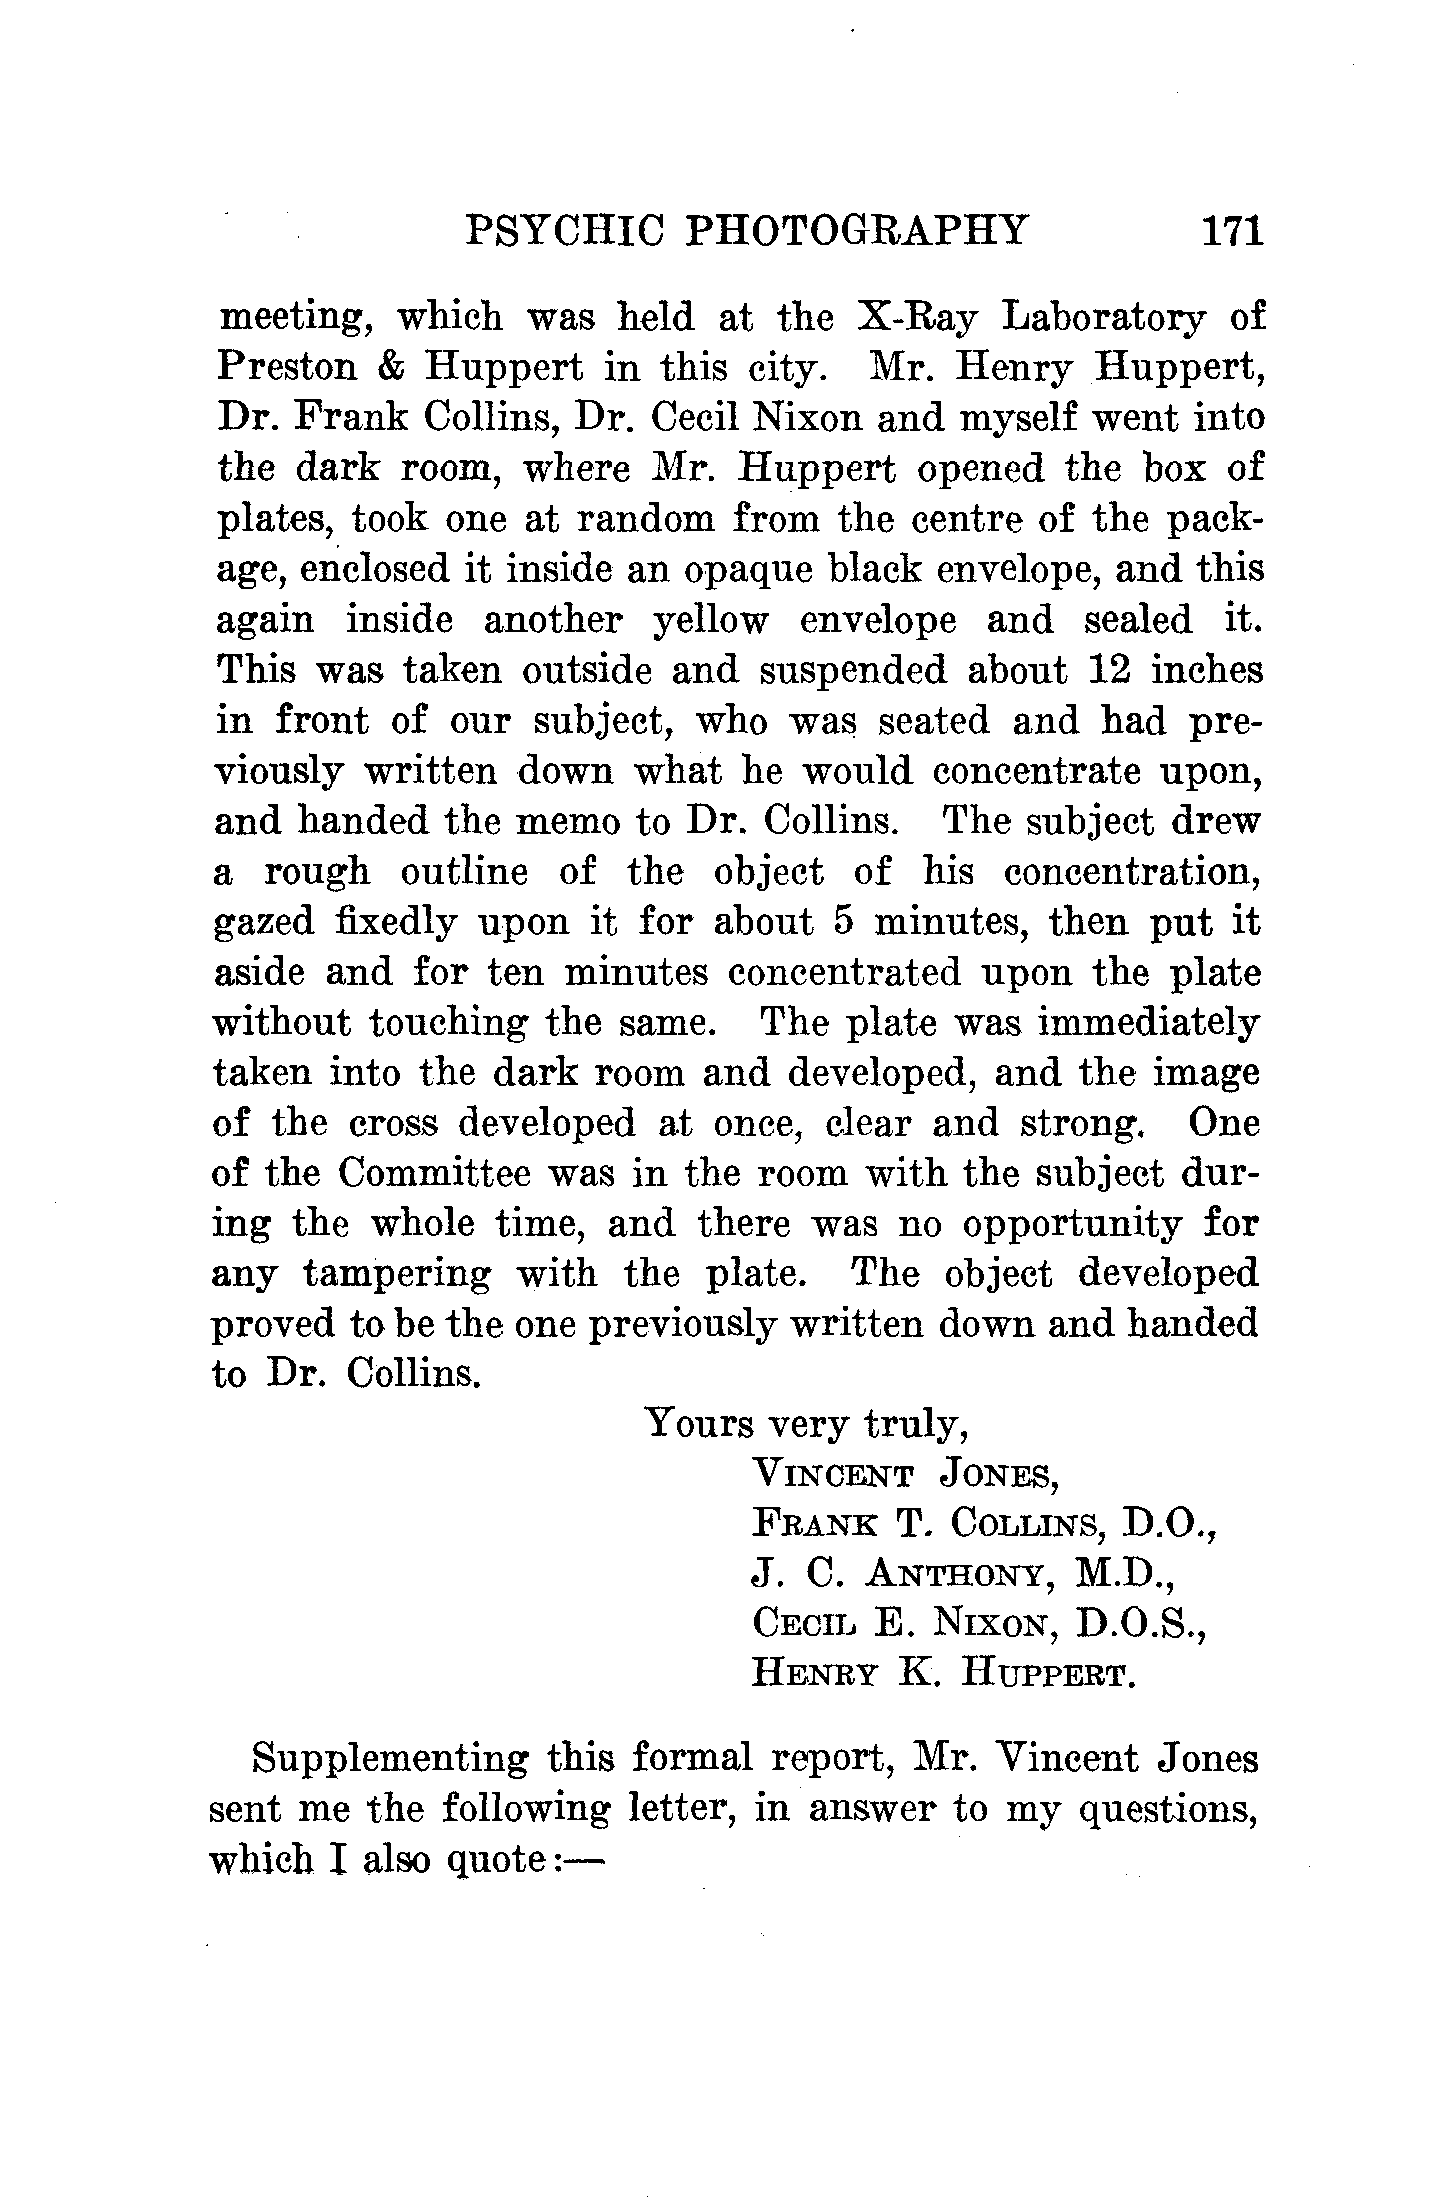 PSYCHIC PHOTOGRAPHY 171
meeting, which was held at the X-Ray Laboratory of
Preston & Huppert in this city. Mr. Henry Huppert,
Dr. Frank Collins, Dr. Cecil Nixon and myself went into
the dark room, where Mr. Huppert opened the box of
plates, took one at random from the centre of the pack-
age, enclosed it inside an opaque black envelope, and this
again inside another yellow envelope and sealed it.
This was taken outside and suspended about 12 inches
in front of our subject, who was seated and had pre-
viously written down what he would concentrate upon,
and handed the memo to Dr. Collins. The subject drew
a rough outline of the object of his concentration,
gazed fixedly upon it for about 5 minutes, then put it
aside and for ten minutes concentrated upon the plate
without touching the same. The plate was immediately
taken into the dark room and developed, and the image
of the cross developed at once, clear and strong. One
of the Committee was in the room with the subject dur-
ing the whole time, and there was no opportunity for
any tampering with the plate. The object developed
proved to be the one previously written down and handed
to Dr. Collins.
Yours very truly,
VINCENT JONES,
FRANK T. COLLINS, D.O.,
J. C. ANTHONY, M.D.,
CECIL E. NIXON, D.O.S.,
HENRY K. HUPPERT.
Supplementing this formal report, Mr. Vincent Jones
sent me the following letter, in answer to my questions,
which I also quote:—